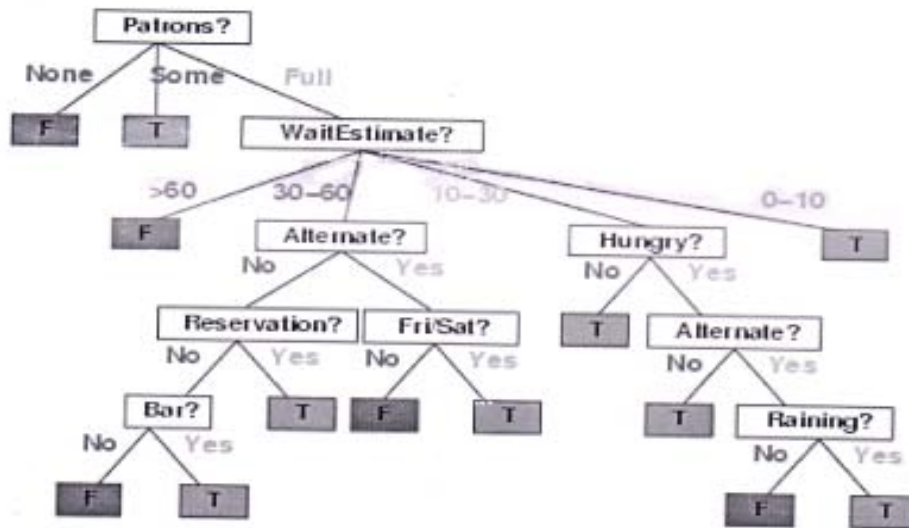 Patrons?
None Some Full
F T WaitEstimate?
>60 30–60 10–30 0–10
F Alternate? Hungry? T
No Yes No Yes
Reservation? Fri/Sat? T Alternate?
No Yes No Yes No Yes
Bar? T F T T Raining?
No Yes No Yes
F T F T